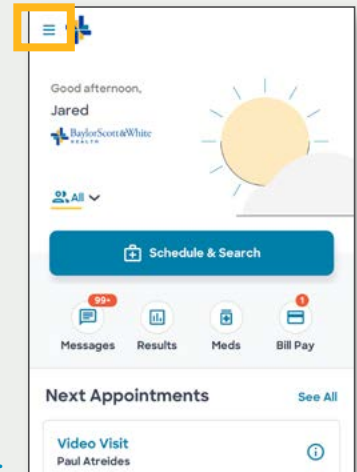 Good afternoon,
Jared
BaylorScott&White
HEALTH
All
Schedule & Search
99+
1
Messages Results Meds Bill Pay
Next Appointments See All
Video Visit
Paul Atreides